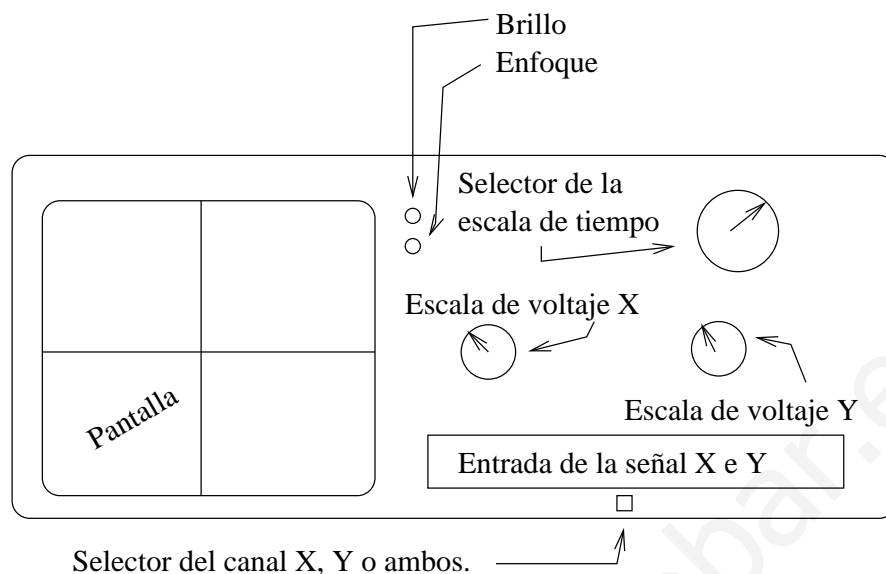 Brillo
Enfoque
Selector de la
escala de tiempo
Escala de voltaje X
Escala de voltaje Y
Pantalla
Entrada de la señal X e Y
Selector del canal X, Y o ambos.